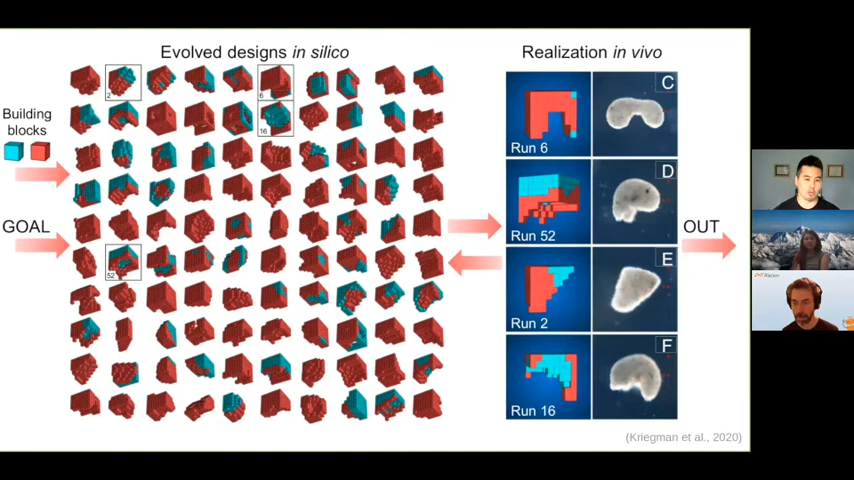 Evolved designs in silico
Realization in vivo
Building
blocks
GOAL
2
6
16
52
C
Run 6
D
Run 52
E
Run 2
F
Run 16
OUT
(Kriegman et al., 2020)